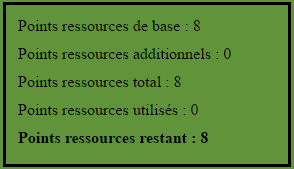 Points ressources de base : 8
Points ressources additionnels : 0
Points ressources total : 8
Points ressources utilisés : 0
Points ressources restant : 8